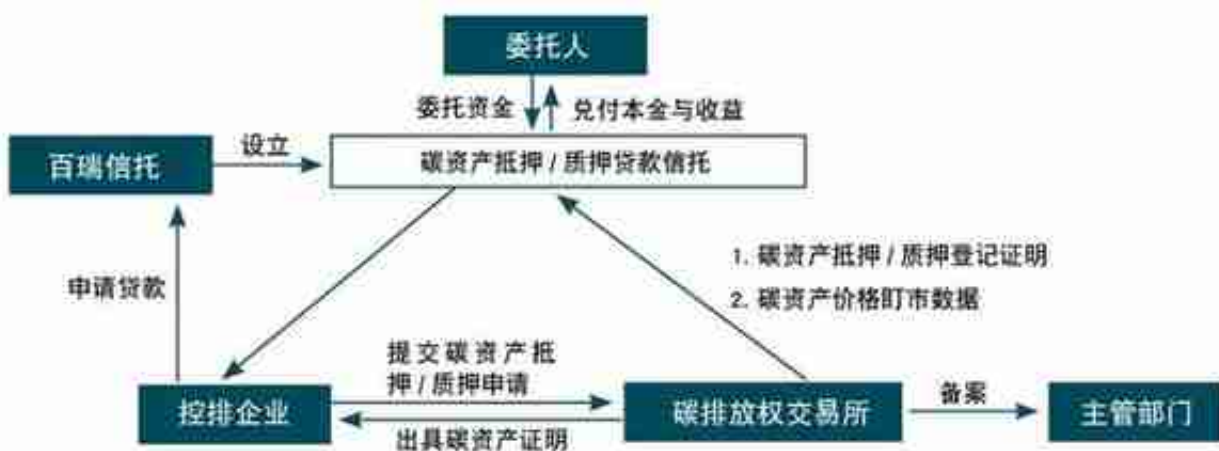 委托人
委托资金
兑付本金与收益
百瑞信托
设立
碳资产抵押 / 质押贷款信托
申请贷款
1. 碳资产抵押 / 质押登记证明
2. 碳资产价格盯市数据
提交碳资产抵
押 / 质押申请
控排企业
碳排放权交易所
备案
主管部门
出具碳资产证明